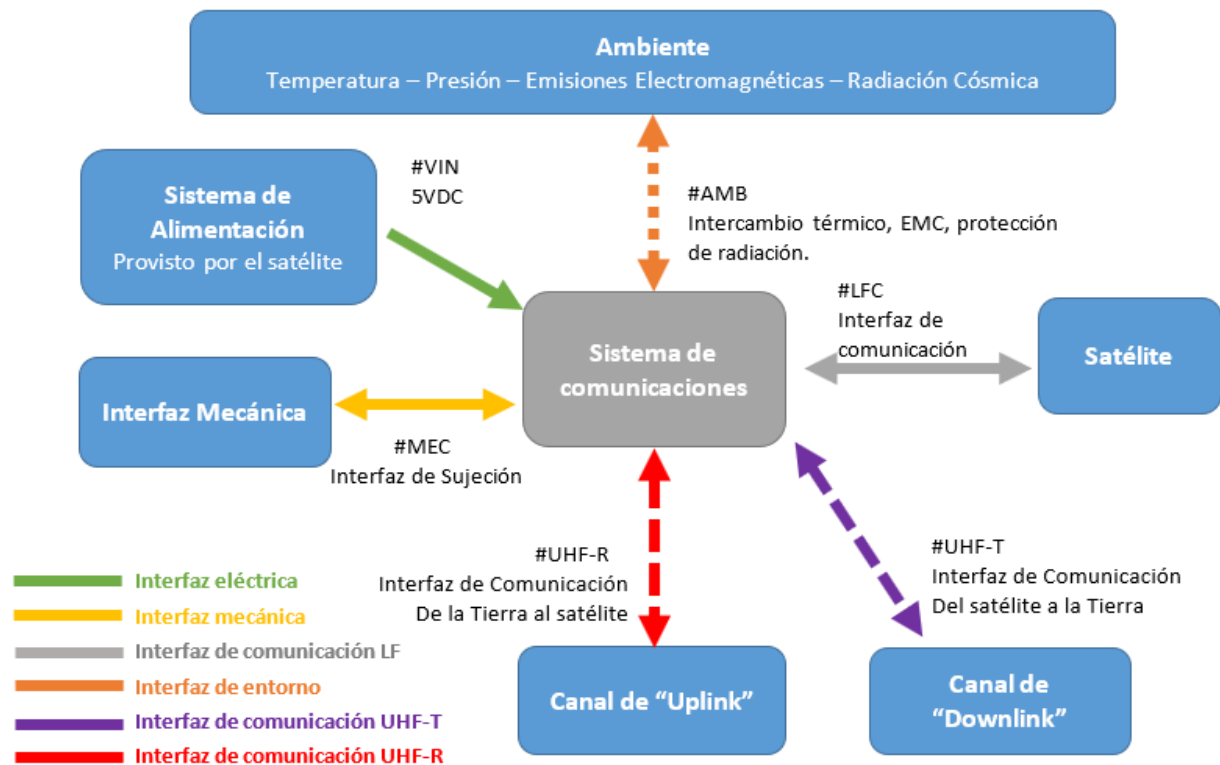 Ambiente
Temperatura – Presión – Emisiones Electromagnéticas – Radiación Cósmica
Sistema de
Alimentación
Provisto por el satélite
#VIN
5VDC
#AMB
Intercambio térmico, EMC, protección
de radiación.
#LFC
Interfaz de
comunicación
Sistema de
comunicaciones
Satélite
Interfaz Mecánica
#MEC
Interfaz de Sujeción
#UHF-R
Interfaz de Comunicación
De la Tierra al satélite
#UHF-T
Interfaz de Comunicación
Del satélite a la Tierra
Interfaz eléctrica
Interfaz mecánica
Interfaz de comunicación LF
Interfaz de entorno
Interfaz de comunicación UHF-T
Interfaz de comunicación UHF-R
Canal de “Uplink”
Canal de
“Downlink”